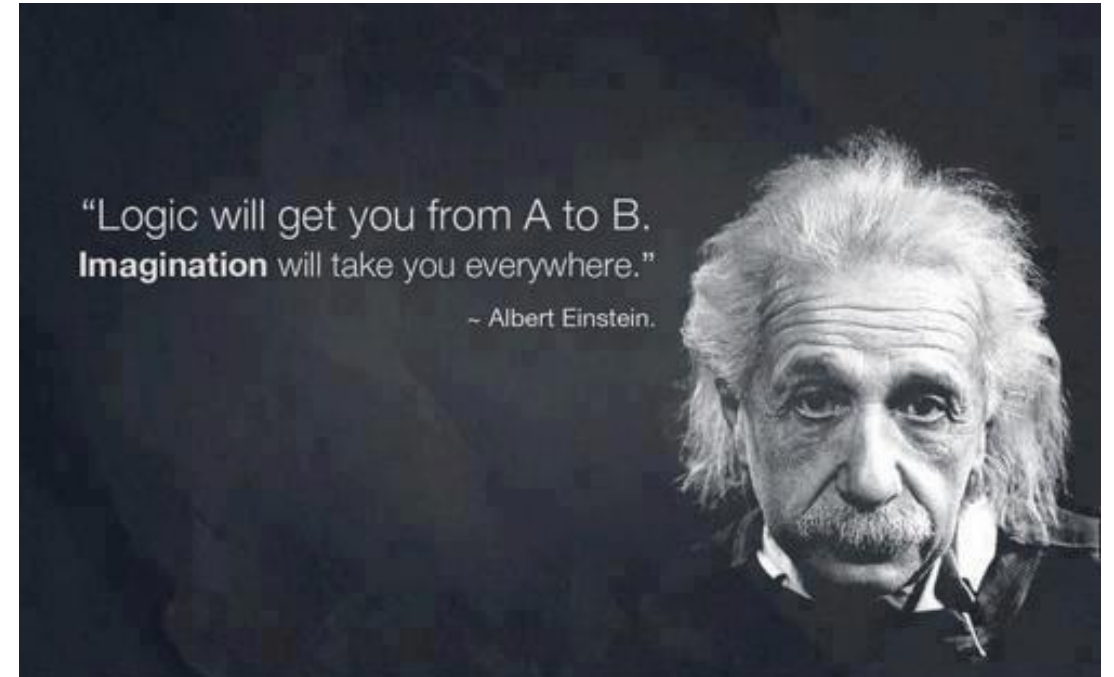 “Logic will get you from A to B.
Imagination will take you everywhere.”
~ Albert Einstein.